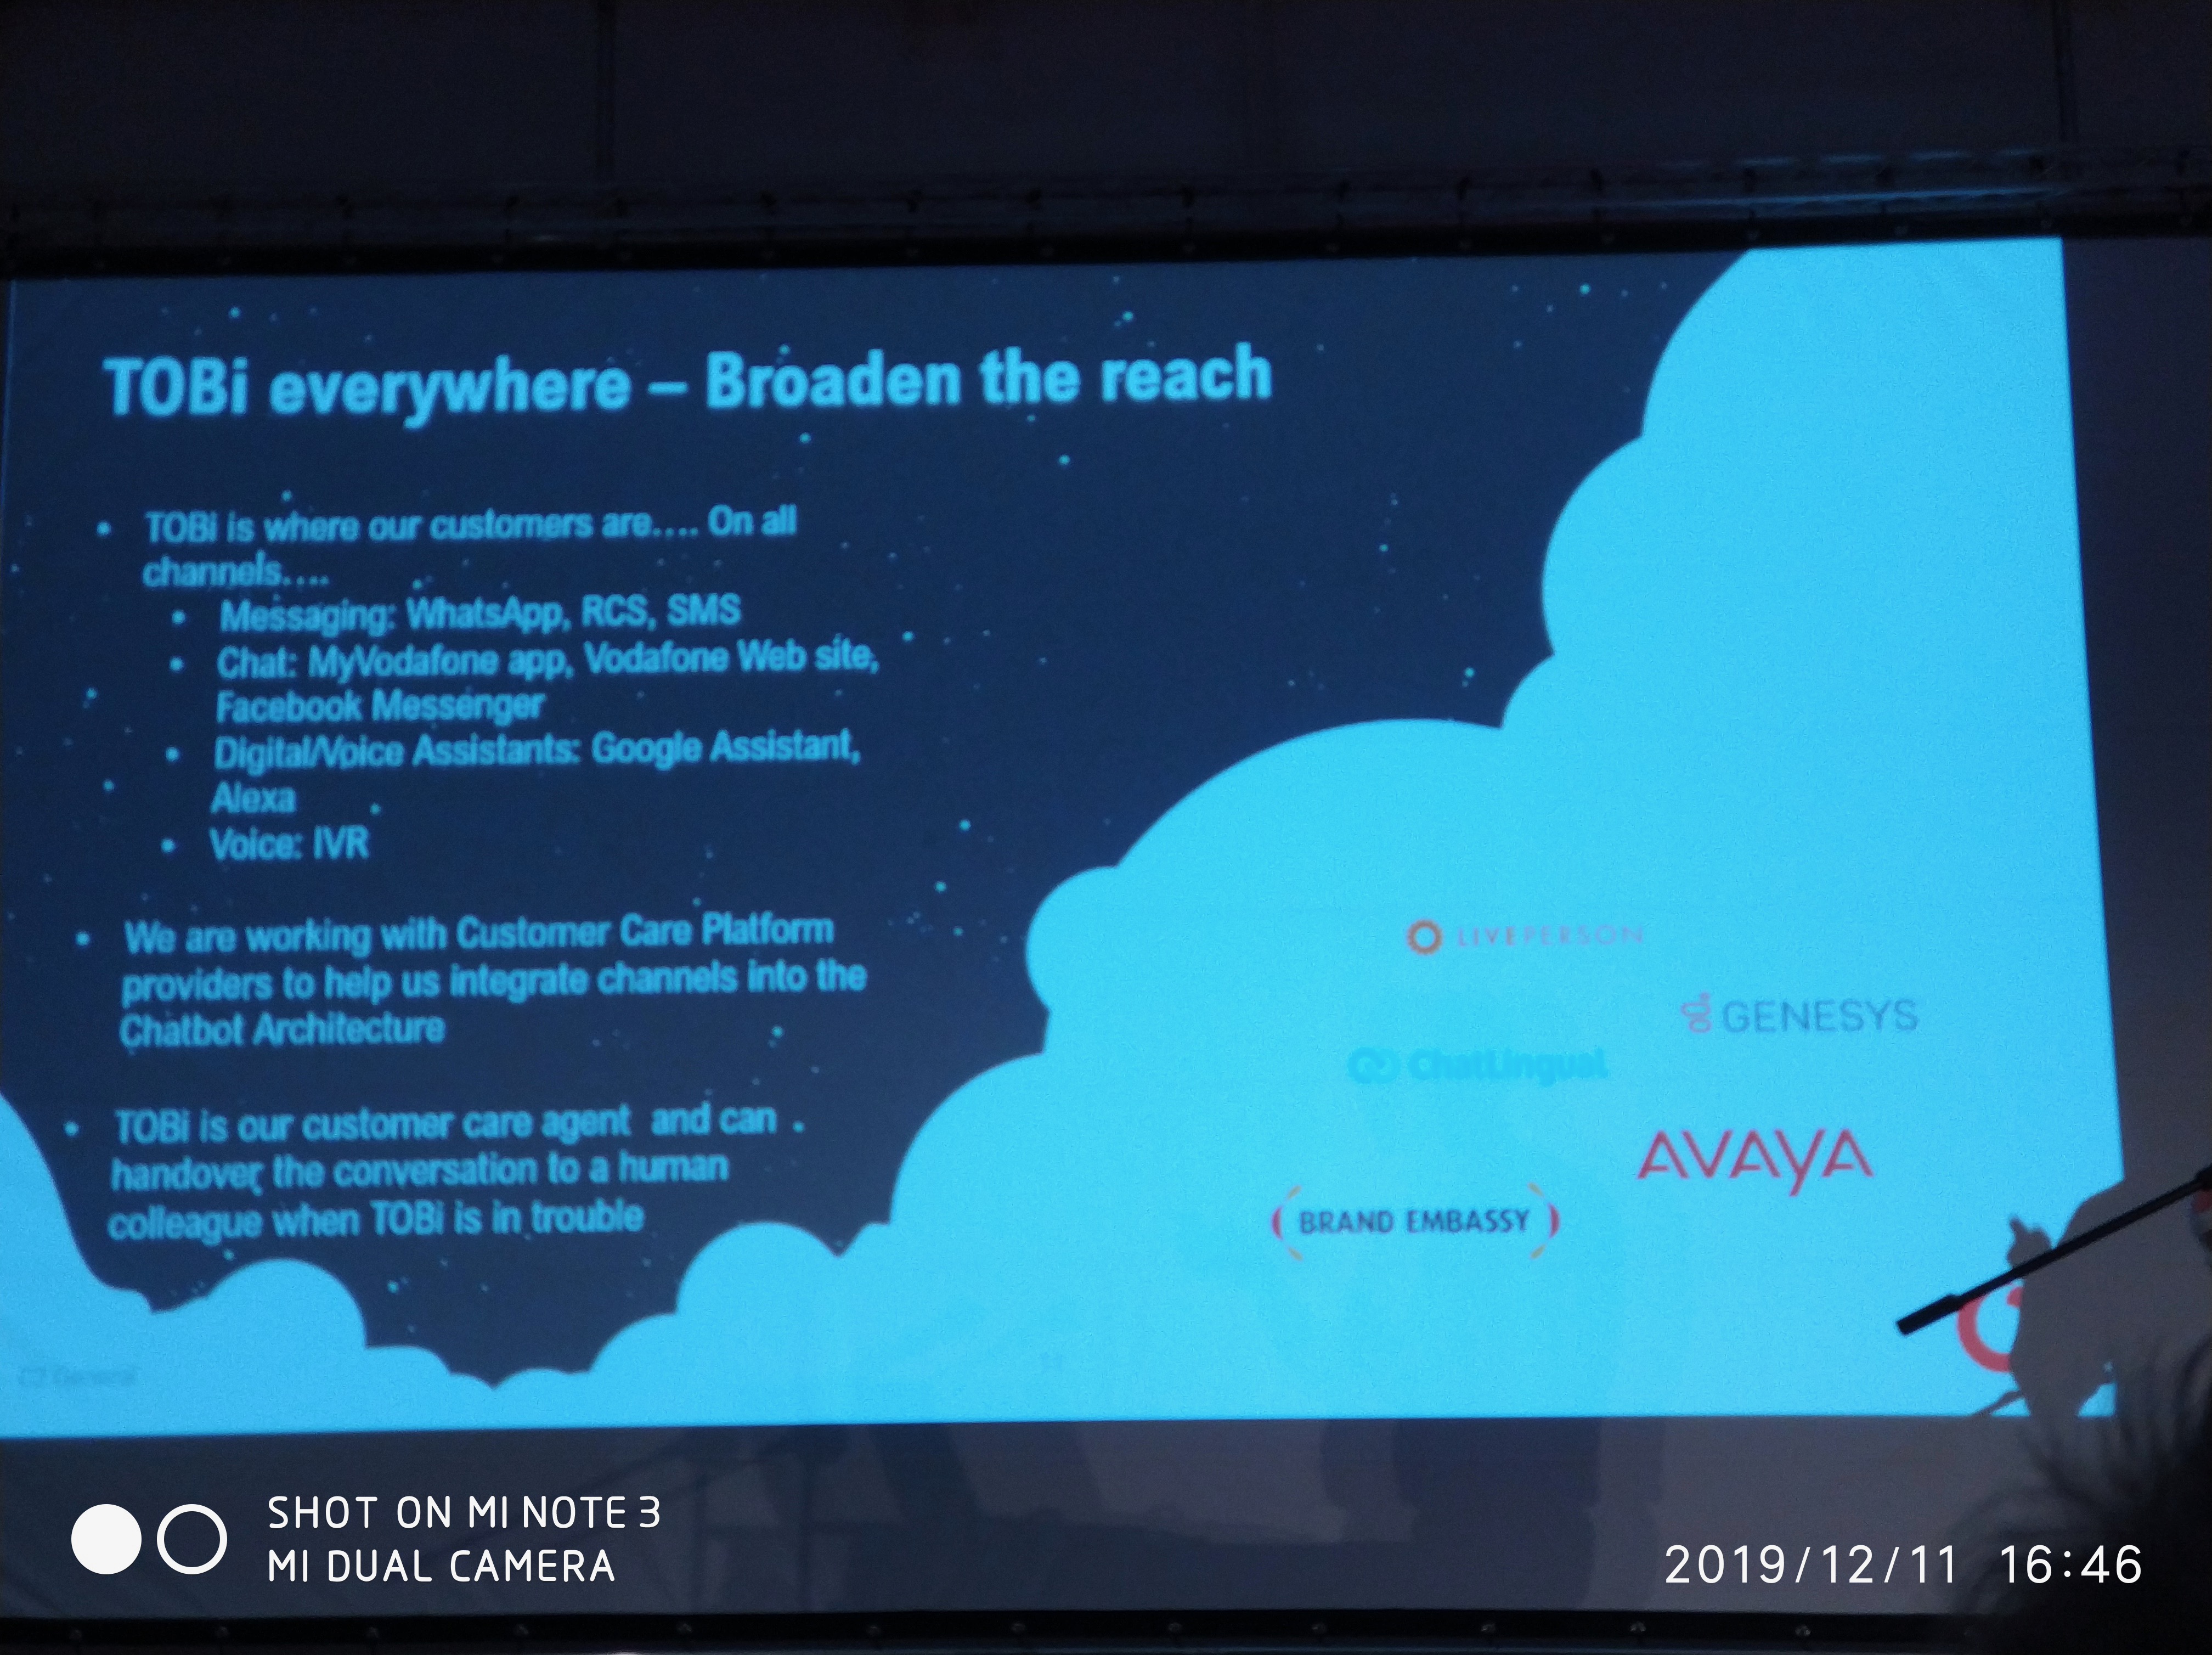 TOBi everywhere – Broaden the reach
• TOBi is where our customers are.... On all
channels....
• Messaging: WhatsApp, RCS, SMS
• Chat: MyVodafone app, Vodafone Web site,
Facebook Messenger
• Digital/Voice Assistants: Google Assistant,
Alexa
• Voice: IVR
• We are working with Customer Care Platform
providers to help us integrate channels into the
Chatbot Architecture
• TOBi is our customer care agent and can
handover the conversation to a human
colleague when TOBi is in trouble
LIVEPERSON
GENESYS
ChatLingual
AVAYA
BRAND EMBASSY
C2 General
SHOT ON MI NOTE 3
MI DUAL CAMERA
2019/12/11 16:46